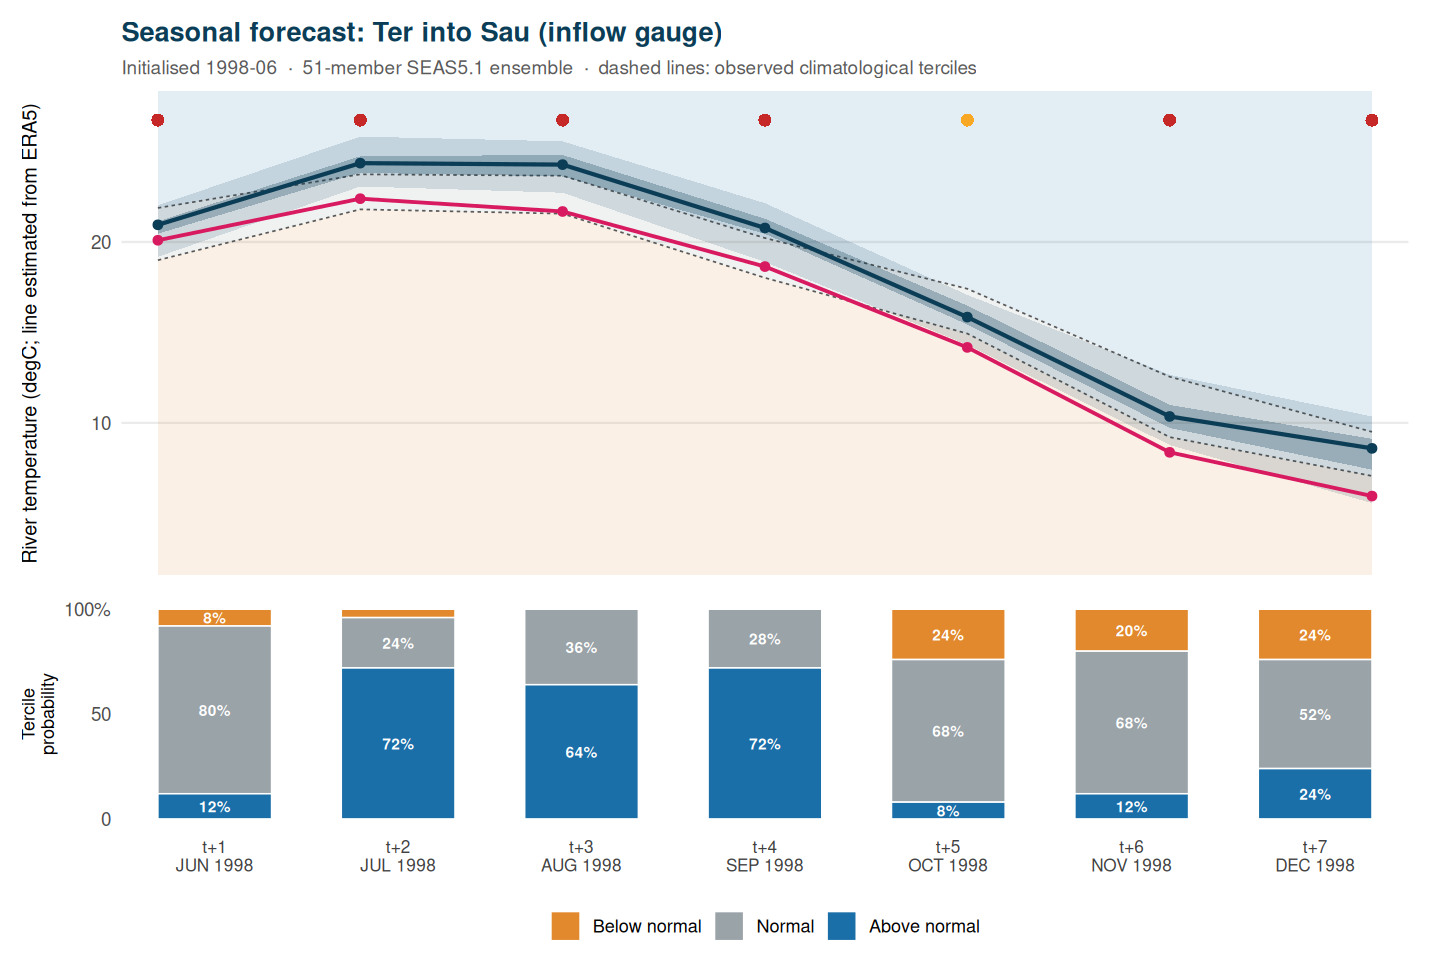 Seasonal forecast: Ter into Sau (inflow gauge)
Initialised 1998-06 · 51-member SEAS5.1 ensemble · dashed lines: observed climatological terciles
River temperature (degC; line estimated from ERA5)
20
10
Tercile
probability
100%
50
0
8%
80%
12%
24%
72%
36%
64%
28%
72%
24%
68%
8%
20%
68%
12%
24%
52%
24%
t+1
JUN 1998
t+2
JUL 1998
t+3
AUG 1998
t+4
SEP 1998
t+5
OCT 1998
t+6
NOV 1998
t+7
DEC 1998
Below normal
Normal
Above normal